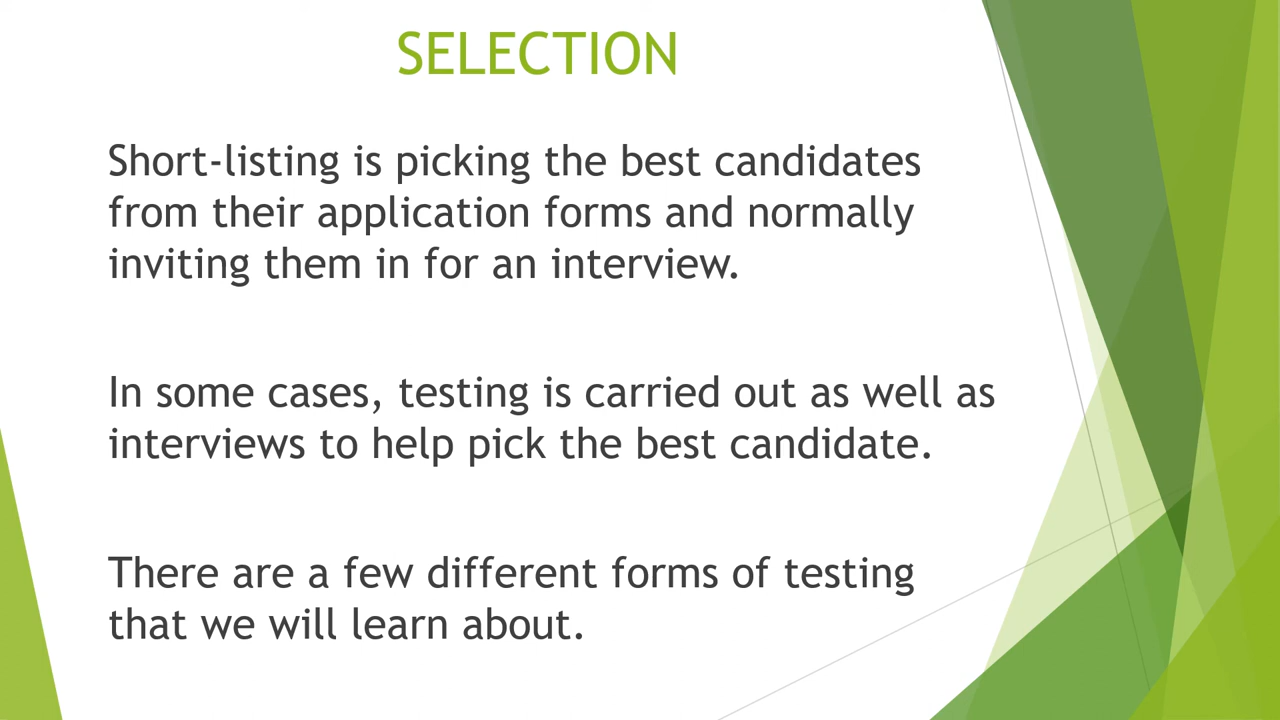 SELECTION
Short-listing is picking the best candidates
from their application forms and normally
inviting them in for an interview.
In some cases, testing is carried out as well as
interviews to help pick the best candidate.
There are a few different forms of testing
that we will learn about.